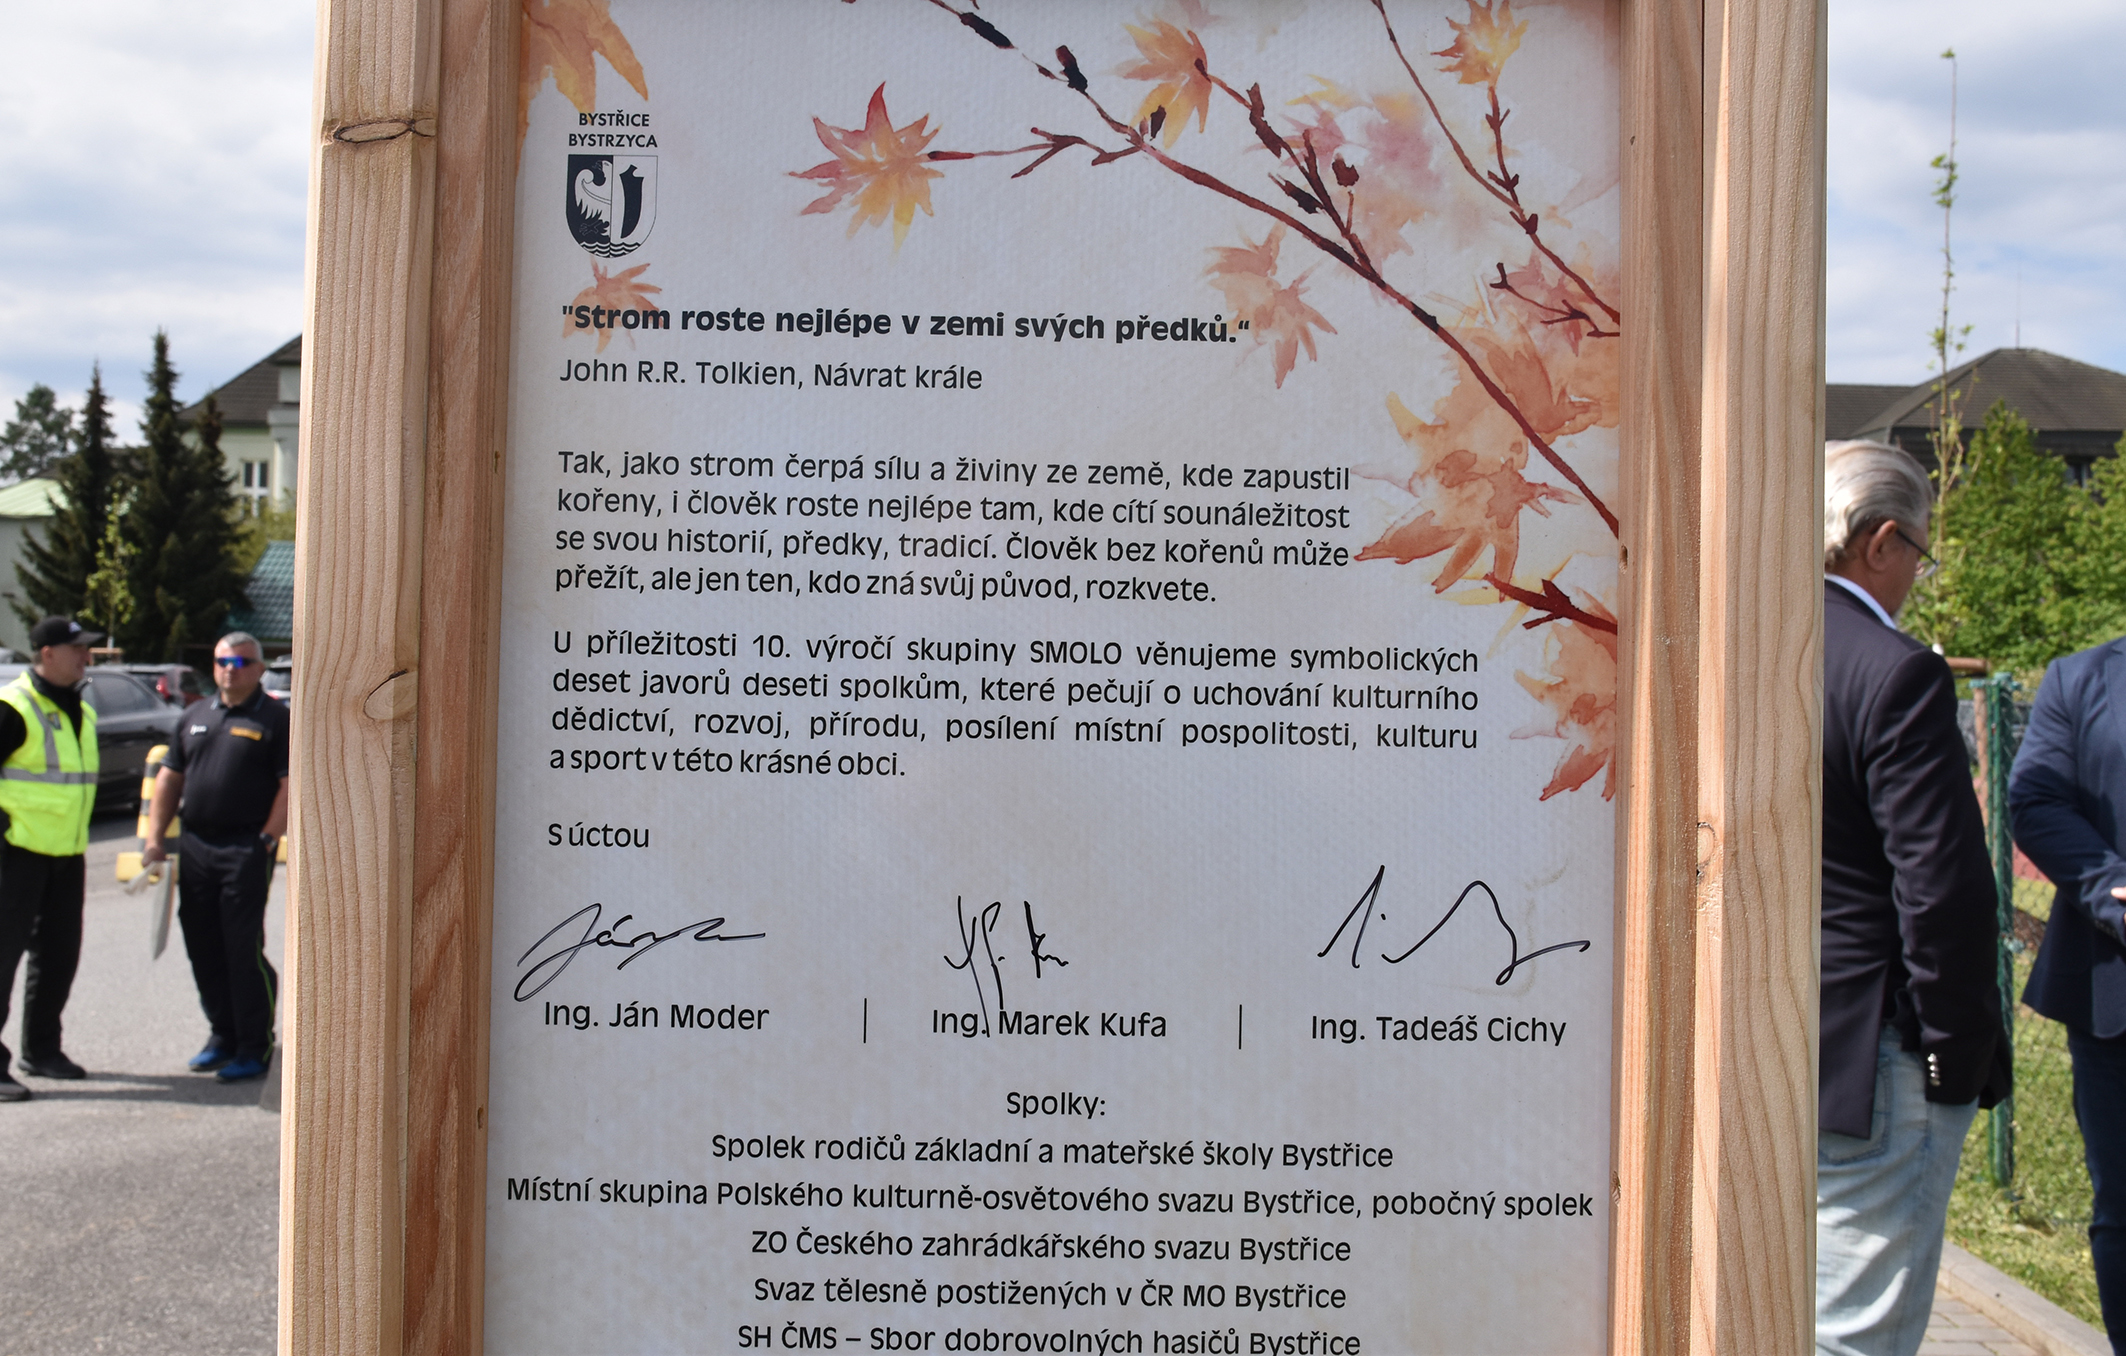 BYSTŘICE
BYSTRZYCA
"Strom roste nejlépe v zemi svých předků.“
John R.R. Tolkien, Návrat krále
Tak, jako strom čerpá sílu a živiny ze země, kde zapustil
kořeny, i člověk roste nejlépe tam, kde cítí sounáležitost
se svou historií, předky, tradicí. Člověk bez kořenů může
přežít, ale jen ten, kdo zná svůj původ, rozkvete.
U příležitosti 10. výročí skupiny SMOLO věnujeme symbolických
deset javorů deseti spolkům, které pečují o uchování kulturního
dědictví, rozvoj, přírodu, posílení místní pospolitosti, kulturu
a sport v této krásné obci.
S úctou
Ing. Ján Moder | Ing. Marek Kufa | Ing. Tadeáš Cichy
Spolky:
Spolek rodičů základní a mateřské školy Bystřice
Místní skupina Polského kulturně-osvětového svazu Bystřice, pobočný spolek
ZO Českého zahrádkářského svazu Bystřice
Svaz tělesně postižených v ČR MO Bystřice
SH ČMS – Sbor dobrovolných hasičů Bystřice